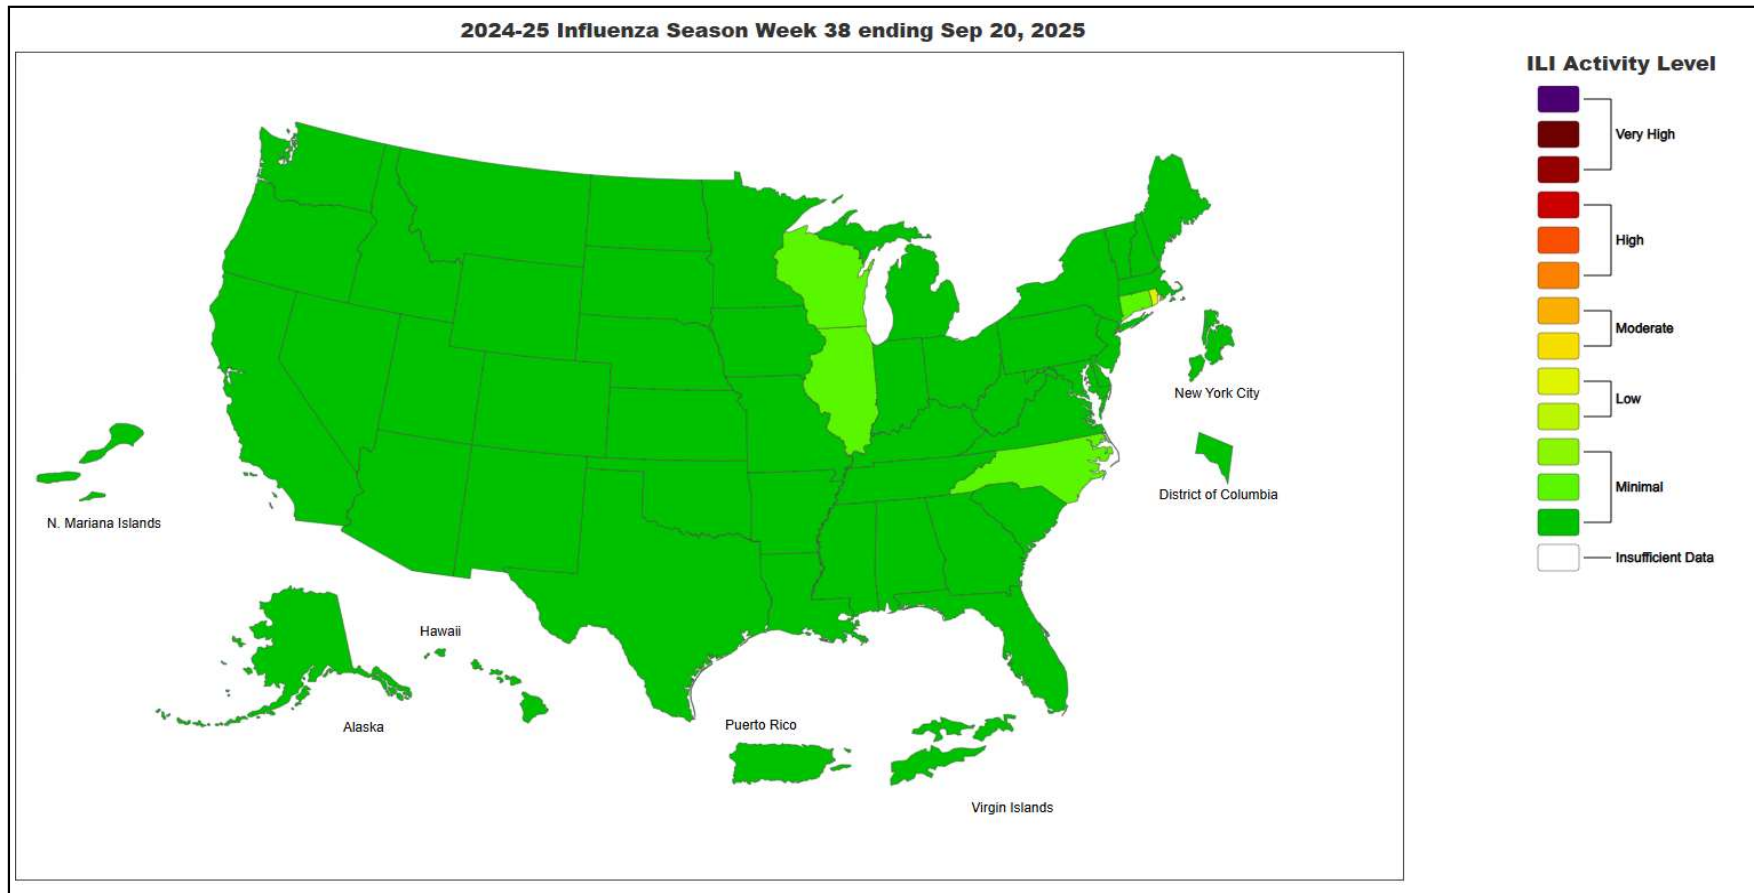 2024-25 Influenza Season Week 38 ending Sep 20, 2025
ILI Activity Level
Very High
High
Moderate
Low
Minimal
Insufficient Data
New York City
District of Columbia
N. Mariana Islands
Hawaii
Alaska
Puerto Rico
Virgin Islands